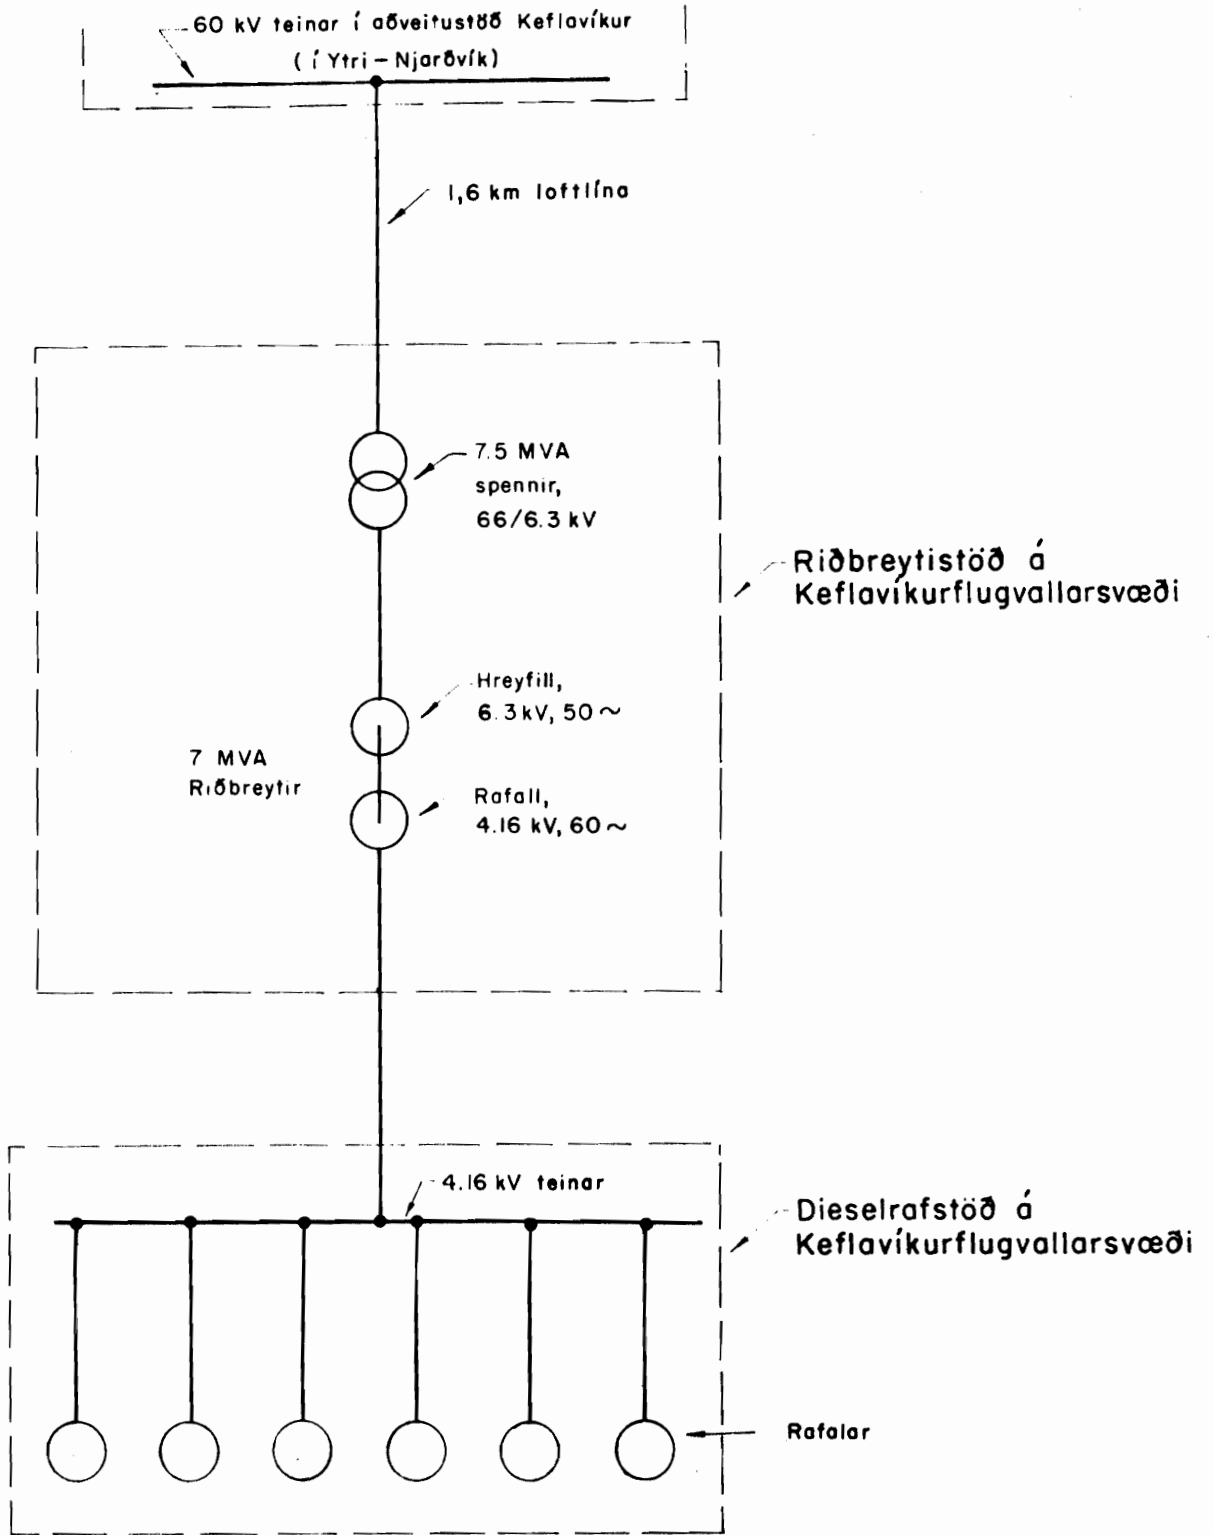 60 kV teinar í aðveitustöð Keflavíkur
( í Ytri – Njarðvík)
1,6 km loftlína
7.5 MVA
spennir,
66/6.3 kV
Riðbreytistöð á
Keflavíkurflugvallarsvæði
Hreyfill,
6.3 kV, 50 ~
7 MVA
Riðbreytir
Rafall,
4.16 kV, 60 ~
4.16 kV teinar
Dieselrafstöð á
Keflavíkurflugvallarsvæði
Rafalar